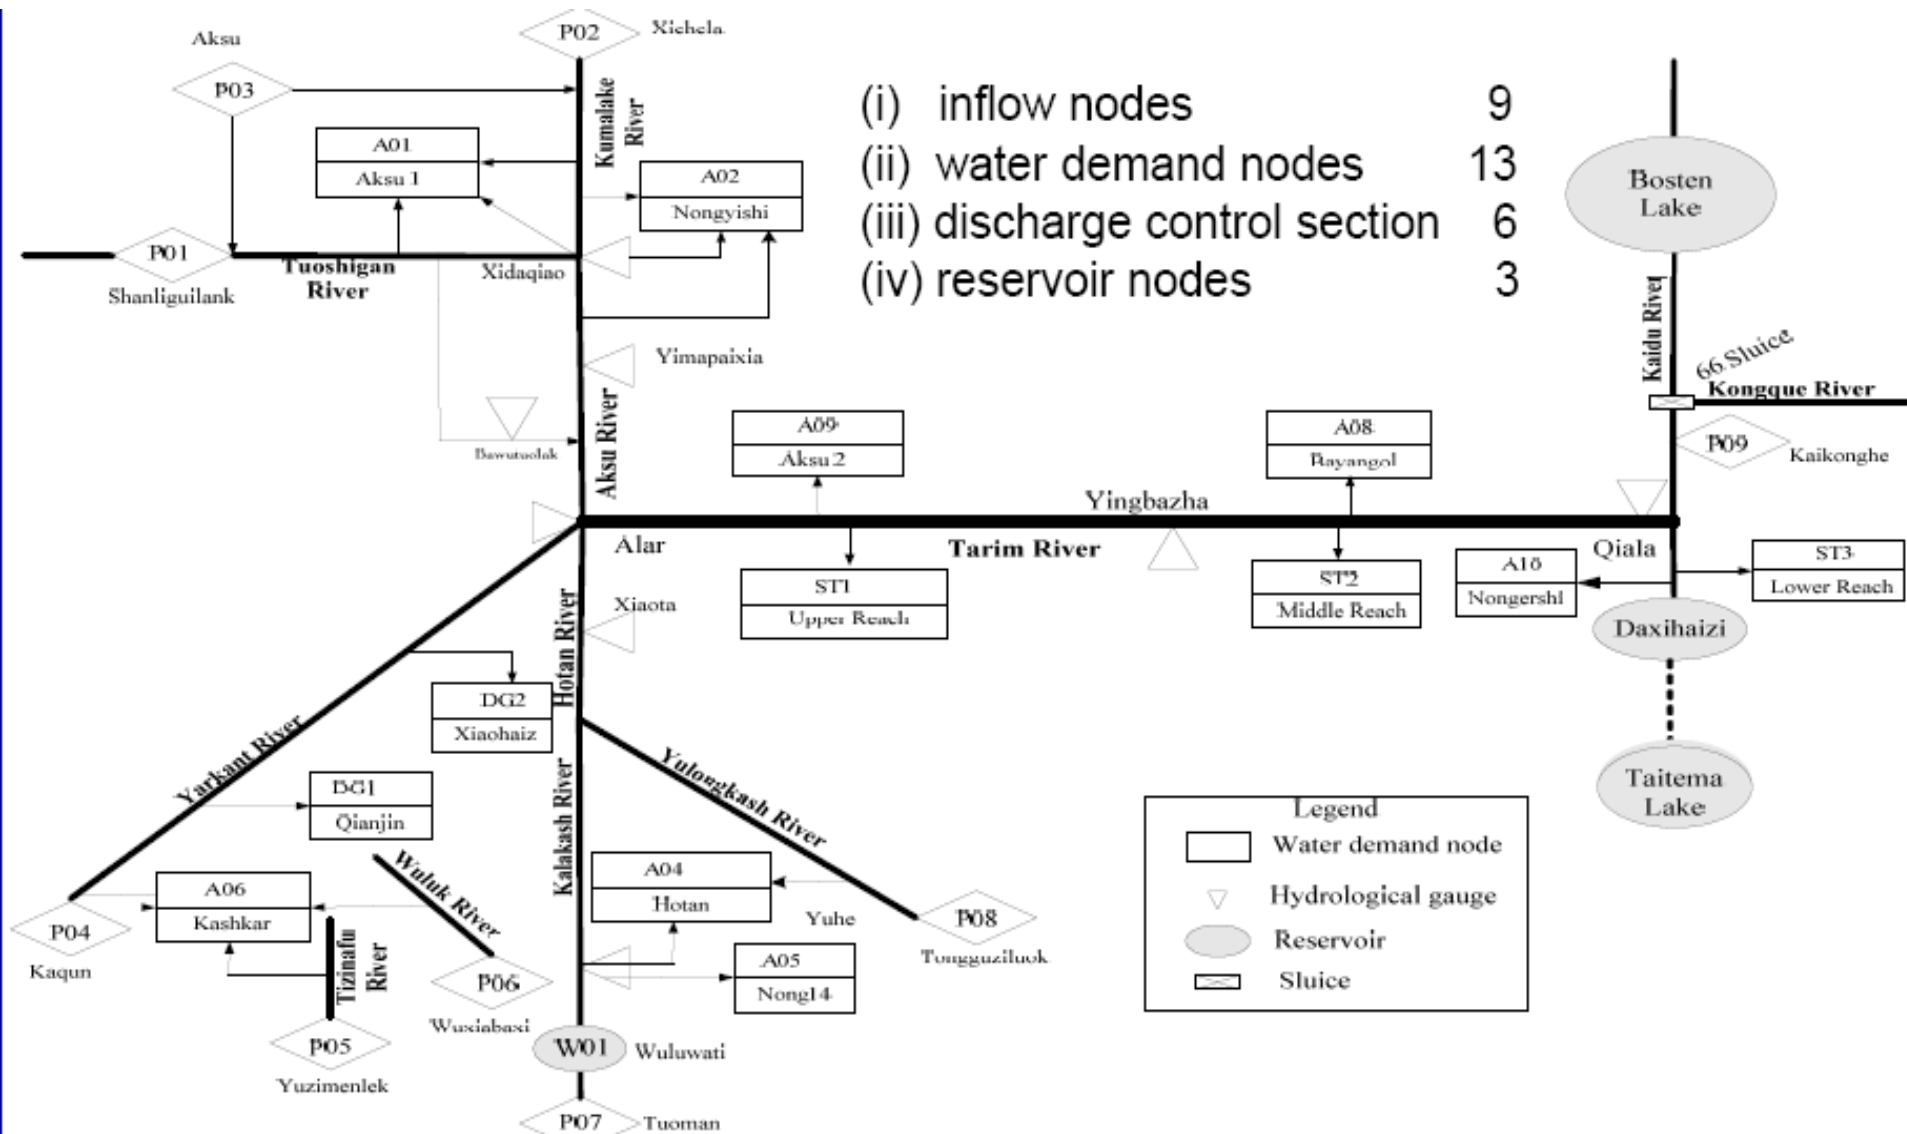 Aksu
P02
Xiehela
P03
Kumalake River
(i) inflow nodes 9
(ii) water demand nodes 13
(iii) discharge control section 6
(iv) reservoir nodes 3
A01
Aksu 1
A02
Nongyishi
Bosten
Lake
P01
Shanliguilank
Tuoshigan
River
Xidaqiao
Kaidu River
Yimapaixia
66 Sluice
Kongque River
Bawutuolak
Aksu River
A09
Aksu 2
A08
Bayangol
P09
Kaikonghe
Yingbazha
Alar
Tarim River
Qiala
ST1
Upper Reach
ST2
Middle Reach
A10
Nongershi
ST3
Lower Reach
Xiaota
Hotan River
Daxihaizi
DG2
Xiaohaiz
Yarkant River
Yulongkash River
Kalakash River
Taitema
Lake
DG1
Qianjin
Wuluk River
A06
Kashkar
A04
Hotan
Yuhe
P08
Tongguziluok
P04
Kaqun
Tizinafu
River
P06
Wuxiabaxi
A05
Nong14
P05
Yuzimenlek
W01
Wuluwati
P07
Tuoman
Legend
Water demand node
Hydrological gauge
Reservoir
Sluice